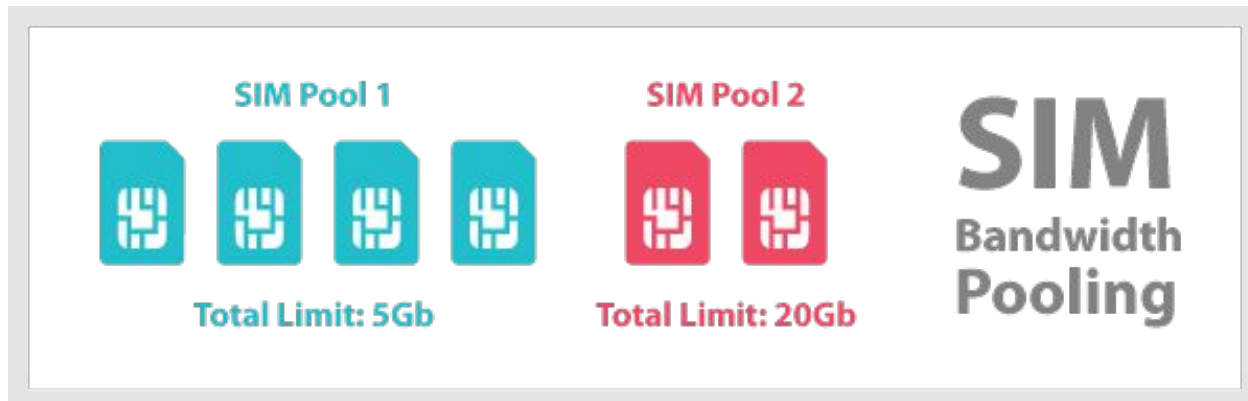 SIM Pool 1
Total Limit: 5Gb
SIM Pool 2
Total Limit: 20Gb
SIM
Bandwidth
Pooling